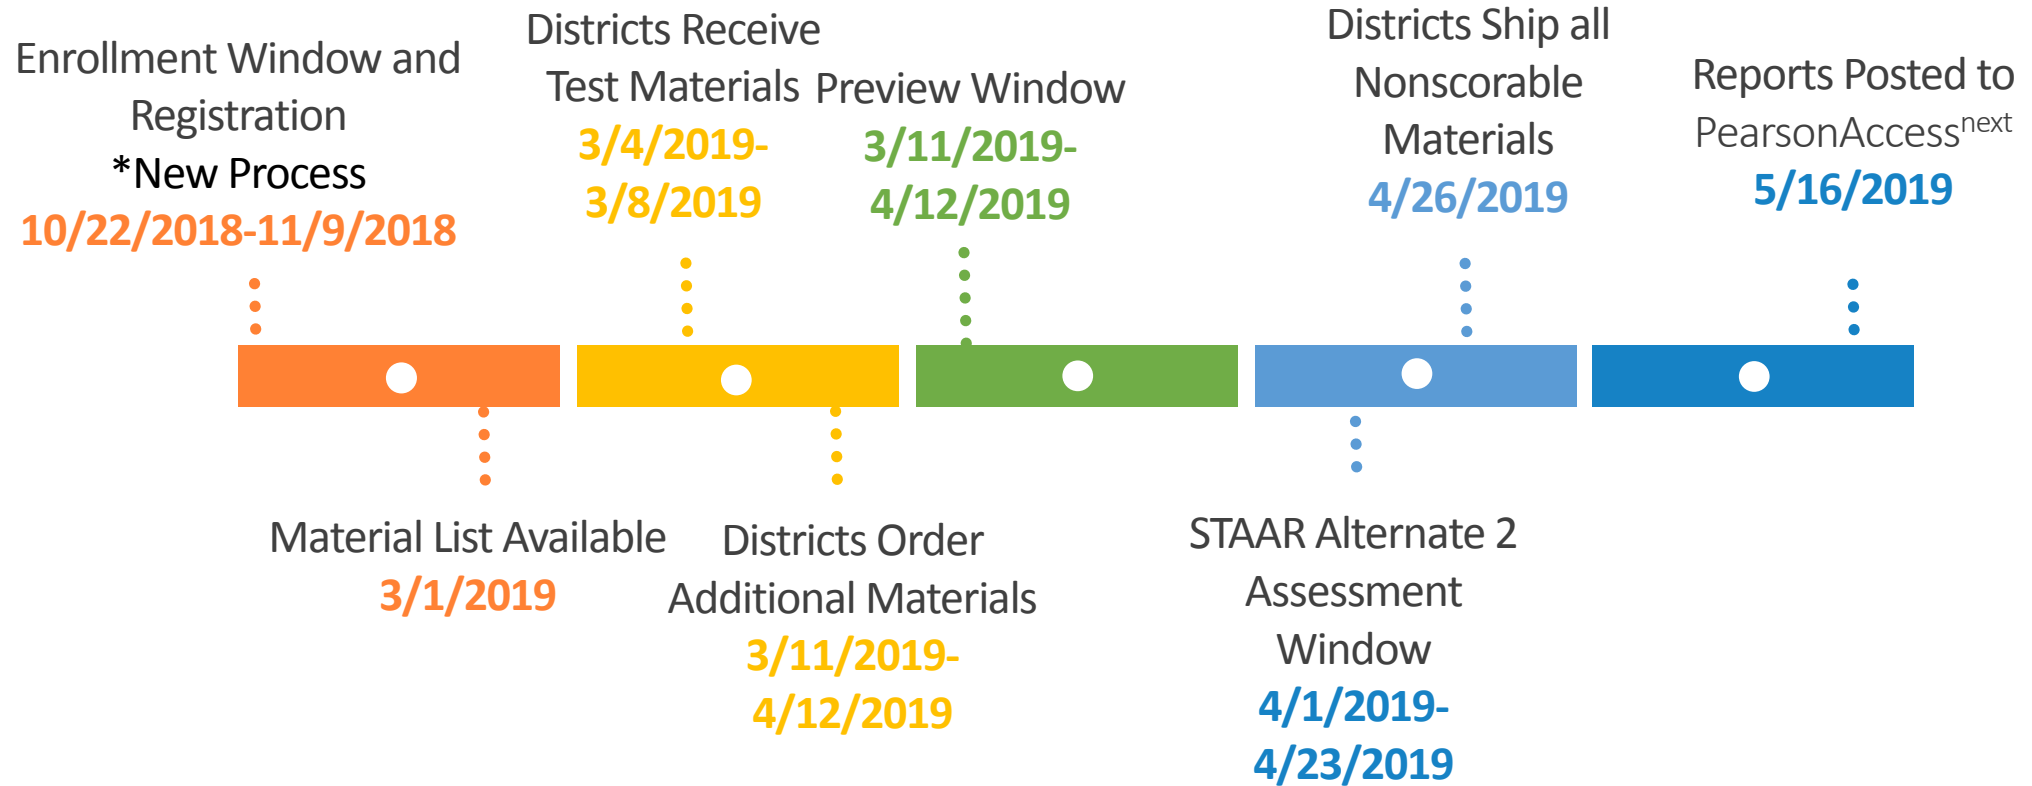 Enrollment Window and
Registration
*New Process
10/22/2018-11/9/2018
Districts Receive
Test Materials
3/4/2019-
3/8/2019
Preview Window
3/11/2019-
4/12/2019
Districts Ship all
Nonscorable
Materials
4/26/2019
Reports Posted to
PearsonAccessnext
5/16/2019
Material List Available
3/1/2019
Districts Order
Additional Materials
3/11/2019-
4/12/2019
STAAR Alternate 2
Assessment
Window
4/1/2019-
4/23/2019